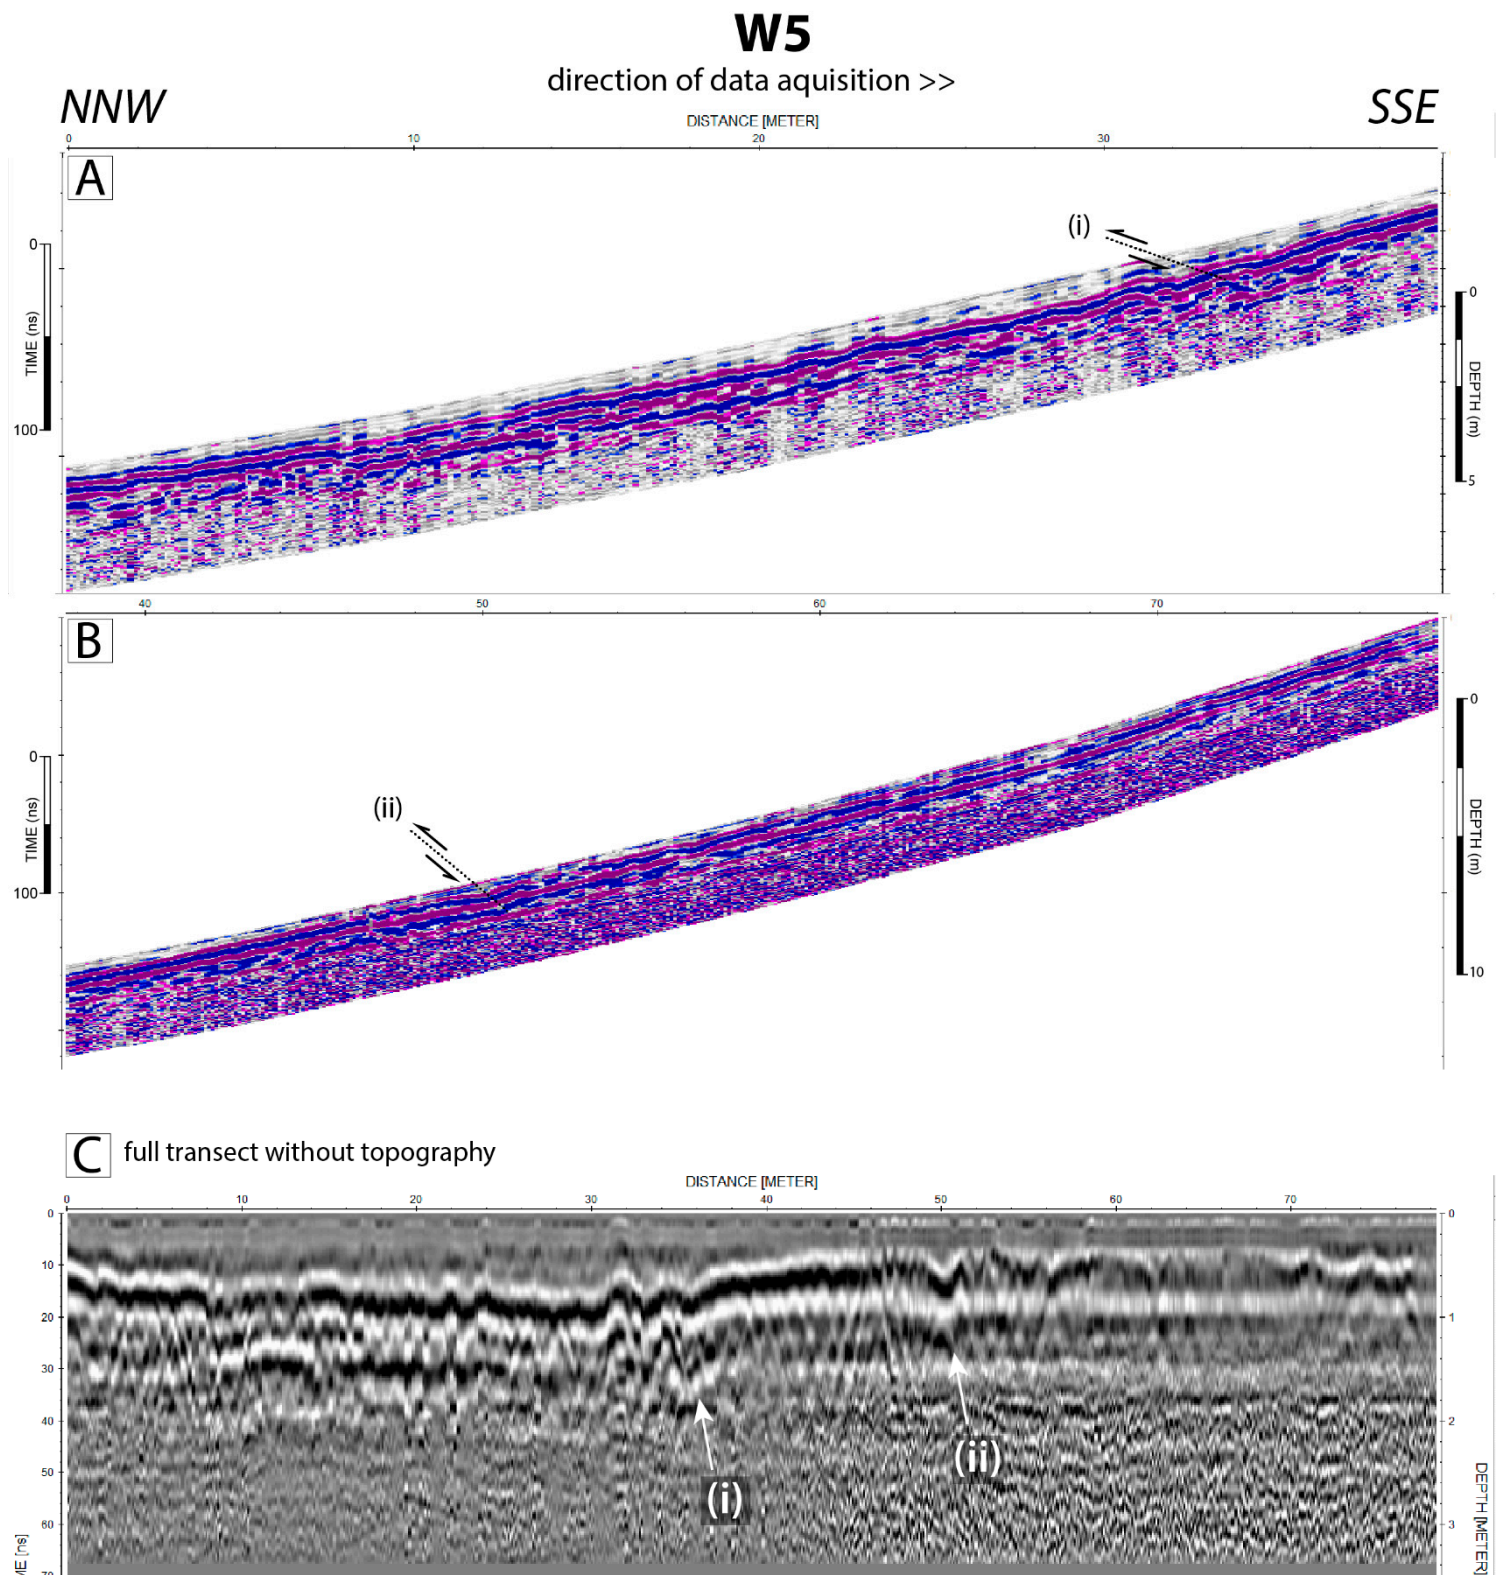 W5
direction of data aquisition >>
NNW
SSE
DISTANCE [METER]
0 10 20 30
A
(i)
0
TIME (ns)
100
0
DEPTH (m)
5
40 50 60 70
B
(ii)
0
TIME (ns)
100
0
DEPTH (m)
10
C full transect without topography
DISTANCE [METER]
0 10 20 30 40 50 60 70
0
10
20
30
40
50
60
70
ME [ns]
0
1
2
3
DEPTH [METER]
(i)
(ii)